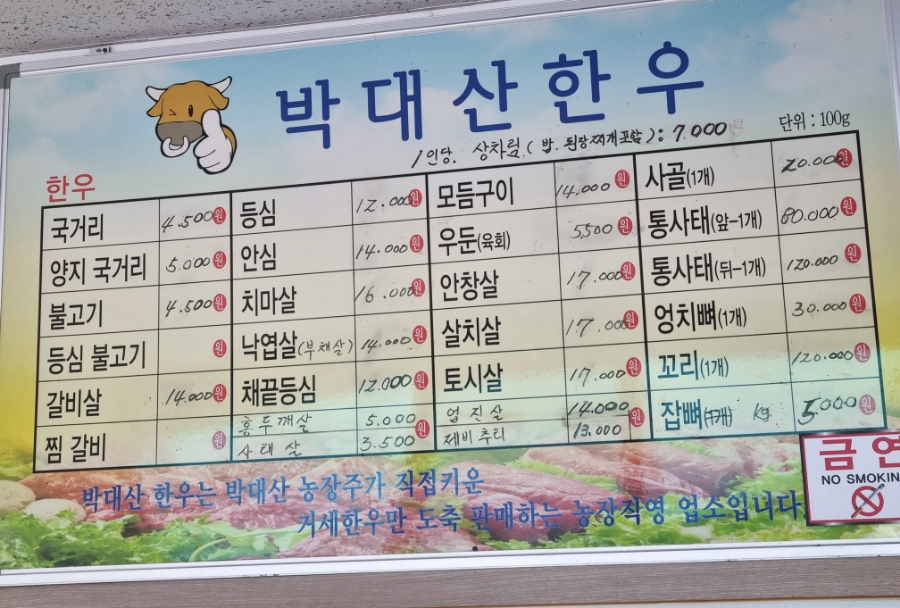 박대산한우
1인당. 상차림(밥. 된장찌개포함): 7.000원
단위 : 100g
한우
국거리 4.500원 등심 12.000원 모듬구이 14.000원 사골(1개) 20.000원
양지 국거리 5.000원 안심 14.000원 우둔(육회) 5,500원 통사태(앞-1개) 80.000원
불고기 4.500원 치마살 16.000원 안창살 17.000원 통사태(뒤-1개) 120.000원
등심 불고기 원 낙엽살(부채살) 14.000원 살치살 17.000원 엉치뼈(1개) 30.000원
갈비살 14.000원 채끝등심 12.000원 토시살 17.000원 꼬리(1개) 120.000원
찜 갈비 원 홍두깨살 5.000 업진살 14.000 잡뼈(1개) kg 5000원
사태살 3.500원 제비추리 13.000원
박대산 한우는 박대산 농장주가 직접키운
거세한우만 도축 판매하는 농장직영 업소입니다
금연
NO SMOKIN